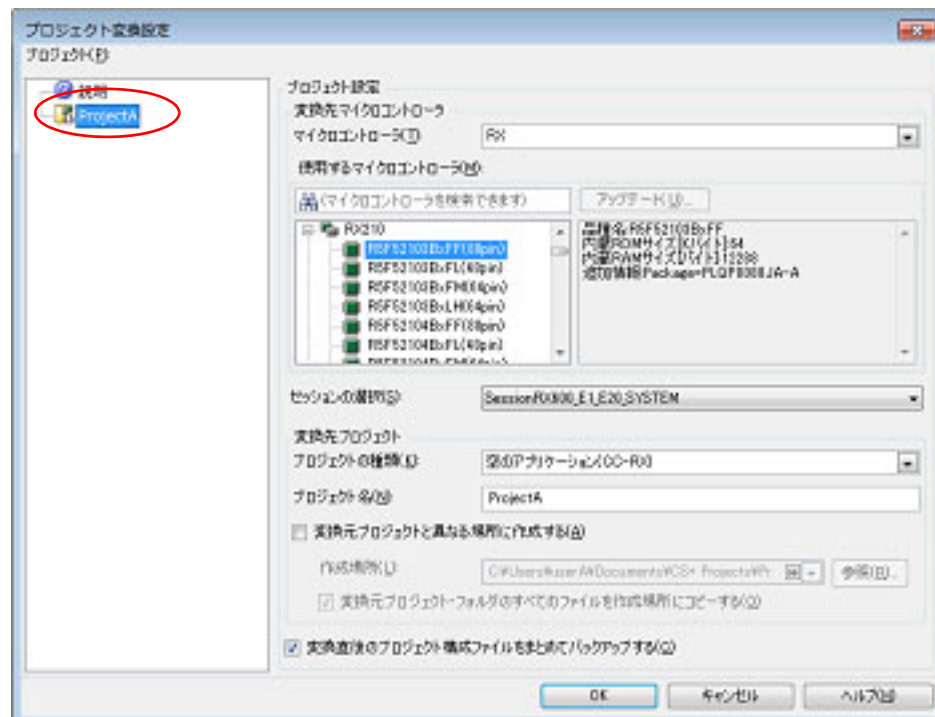 プロジェクト変換設定
プロジェクト(P)
説明
ProjectA
プロジェクト設定
変換先マイクロコントローラ
マイクロコントローラ(T)
RX
使用するマイクロコントローラ(M):
(マイクロコントローラを検索できます)
アップデート(U)...
RX210
R5F52103BxFF(80pin)
R5F52103BxFL(48pin)
R5F52103BxFM(64pin)
R5F52103BxLH(64pin)
R5F52104BxFF(80pin)
R5F52104BxFL(48pin)
品種名:R5F52103BxFF
内蔵ROMサイズ[Kバイト]:64
内蔵RAMサイズ[バイト]:12288
追加情報:Package=PLQP0080JA-A
セッションの選択(S):
SessionRX600_E1_E20_SYSTEM
変換先プロジェクト
プロジェクトの種類(K):
空のアプリケーション(CC-RX)
プロジェクト名(N):
ProjectA
変換元プロジェクトと異なる場所に作成する(A)
作成場所(L):
C:¥Users¥userA¥Documents¥CS+ Projects¥Pr
参照(B)...
変換元プロジェクト・フォルダのすべてのファイルを作成場所にコピーする(O)
変換直後のプロジェクト構成ファイルをまとめてバックアップする(C)
OK
キャンセル
ヘルプ(H)